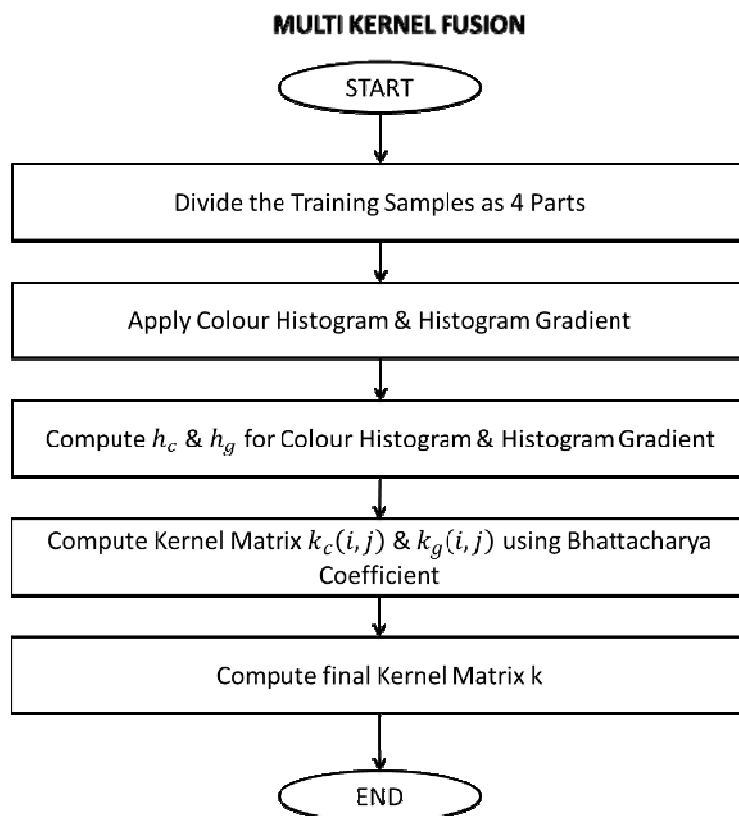 MULTI KERNEL FUSION
START
Divide the Training Samples as 4 Parts
Apply Colour Histogram & Histogram Gradient
Compute h_c & h_g for Colour Histogram & Histogram Gradient
Compute Kernel Matrix k_c(i,j) & k_g(i,j) using Bhattacharya
Coefficient
Compute final Kernel Matrix k
END